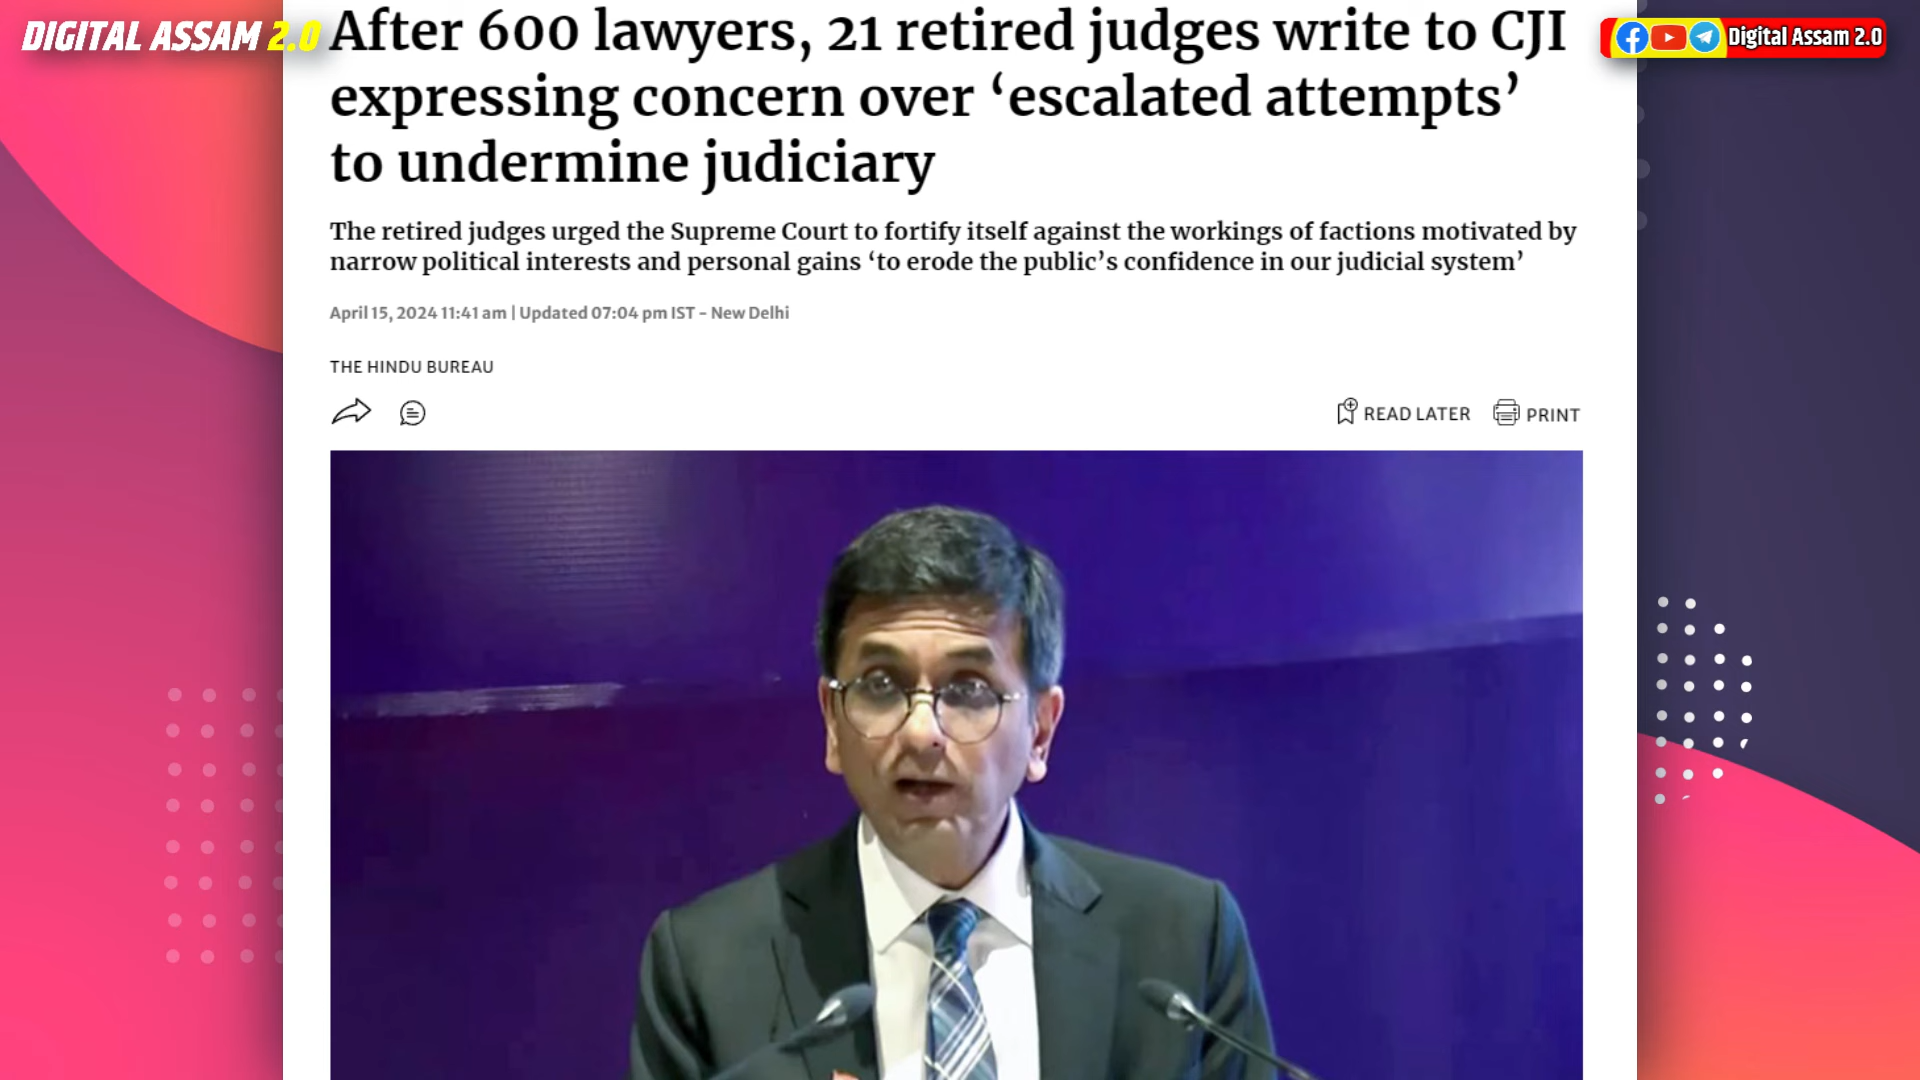 DIGITAL ASSAM 2.0
Digital Assam 2.0
After 600 lawyers, 21 retired judges write to CJI
expressing concern over ‘escalated attempts’
to undermine judiciary
The retired judges urged the Supreme Court to fortify itself against the workings of factions motivated by
narrow political interests and personal gains ‘to erode the public’s confidence in our judicial system’
April 15, 2024 11:41 am | Updated 07:04 pm IST - New Delhi
THE HINDU BUREAU
READ LATER PRINT